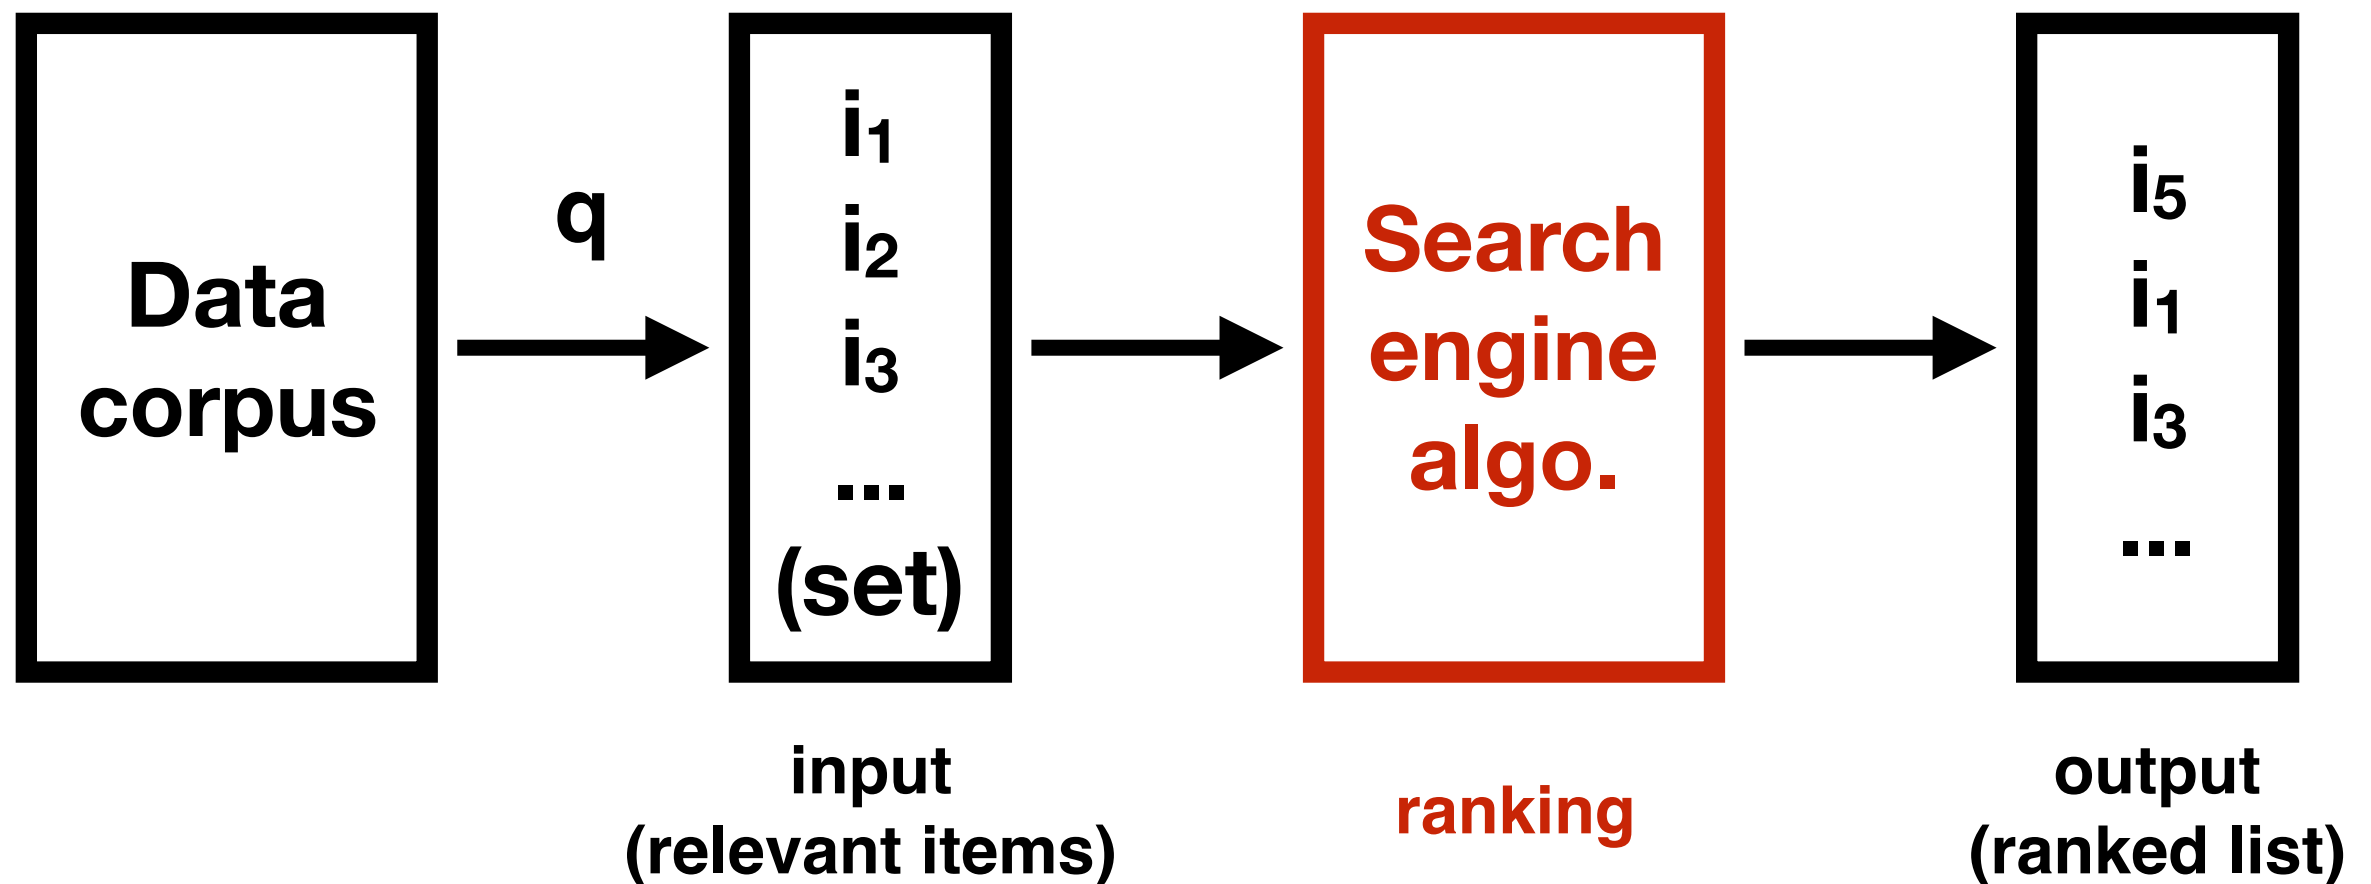 Data
corpus
q
i1
i2
i3
...
(set)
input
(relevant items)
Search
engine
algo.
ranking
i5
i1
i3
...
output
(ranked list)